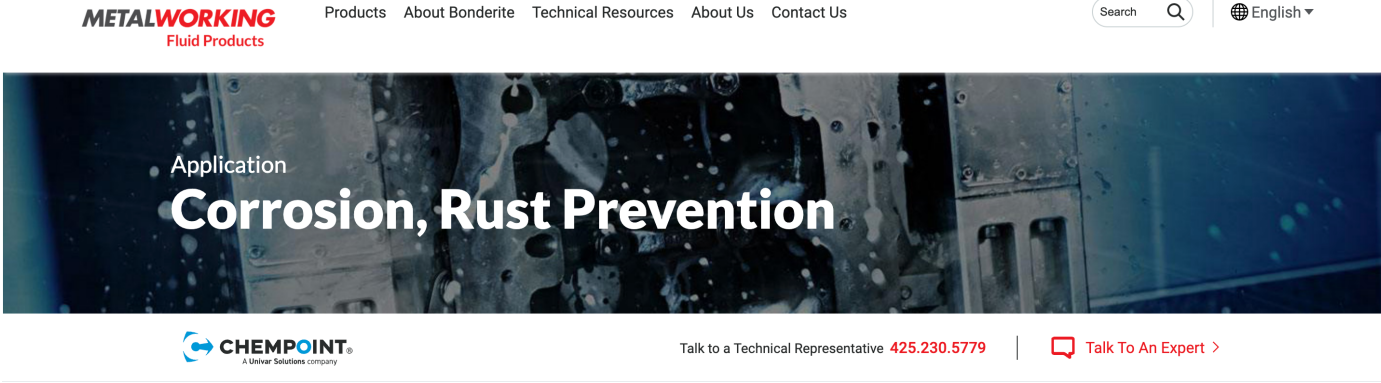 METALWORKING
Fluid Products
Products About Bonderite Technical Resources About Us Contact Us
Search
English
Application
Corrosion, Rust Prevention
CHEMPOINT®
A Univar Solutions company
Talk to a Technical Representative 425.230.5779
Talk To An Expert >